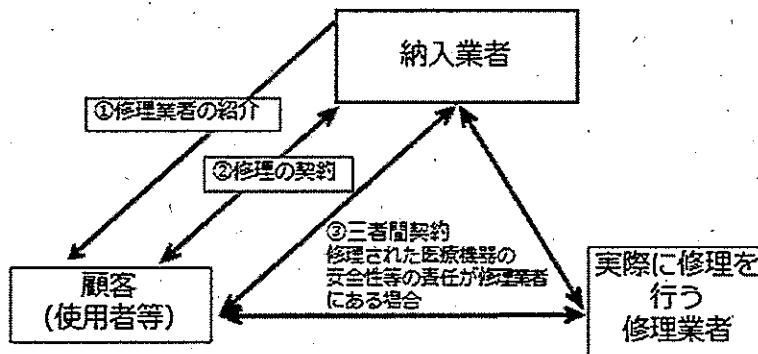 納入業者
①修理業者の紹介
②修理の契約
③三者間契約
修理された医療機器の
安全性等の責任が修理業者
にある場合
顧客
(使用者等)
実際に修理を
行う
修理業者